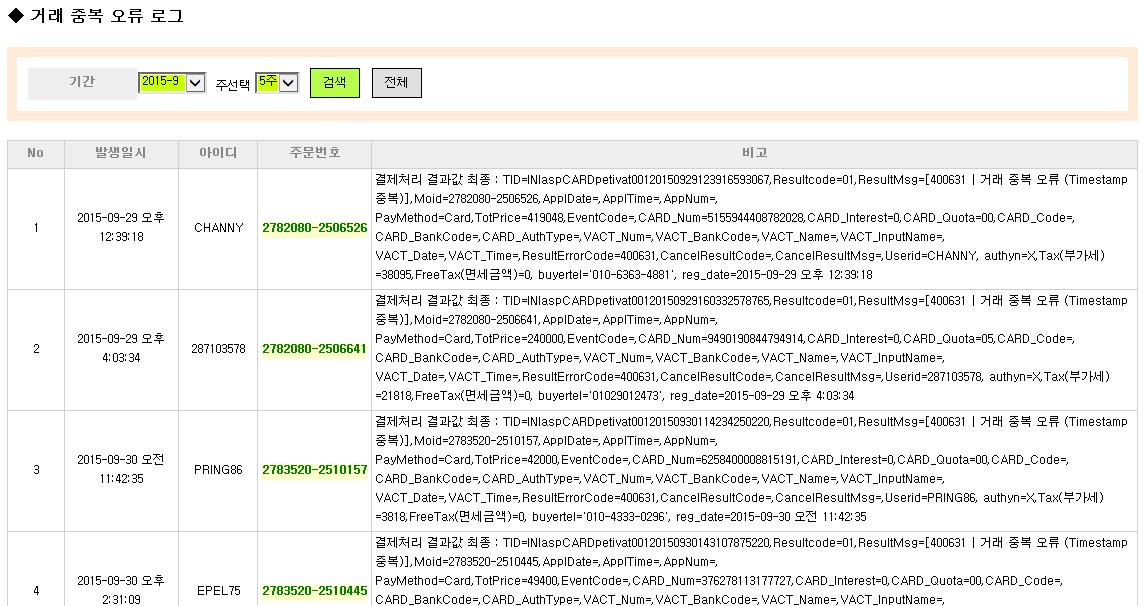 ◆ 거래 중복 오류 로그
기간 2015-9 주선택 5주 검색 전체
No 발생일시 아이디 주문번호 비고
1
2015-09-29 오후
12:39:18
CHANNY
2782080-2506526
결제처리 결과값 최종 : TID=INIaspCARDpetivat00120150929123916593067,Resultcode=01,ResultMsg=[400631 | 거래 중복 오류 (Timestamp
중복)],Moid=2782080-2506526,ApplDate=,ApplTime=,AppNum=,
PayMethod=Card,TotPrice=419048,EventCode=,CARD_Num=5155944408782028,CARD_Interest=0,CARD_Quota=00,CARD_Code=,
CARD_BankCode=,CARD_AuthType=,VACT_Num=,VACT_BankCode=,VACT_Name=,VACT_InputName=,
VACT_Date=,VACT_Time=,ResultErrorCode=400631,CancelResultCode=,CancelResultMsg=,Userid=CHANNY, authyn=X,Tax(부가세)
=38095,FreeTax(면세금액)=0, buyertel='010-6363-4881', reg_date=2015-09-29 오후 12:39:18
2
2015-09-29 오후
4:03:34
287103578
2782080-2506641
결제처리 결과값 최종 : TID=INIaspCARDpetivat00120150929160332578765,Resultcode=01,ResultMsg=[400631 | 거래 중복 오류 (Timestamp
중복)],Moid=2782080-2506641,ApplDate=,ApplTime=,AppNum=,
PayMethod=Card,TotPrice=240000,EventCode=,CARD_Num=9490190844794914,CARD_Interest=0,CARD_Quota=05,CARD_Code=,
CARD_BankCode=,CARD_AuthType=,VACT_Num=,VACT_BankCode=,VACT_Name=,VACT_InputName=,
VACT_Date=,VACT_Time=,ResultErrorCode=400631,CancelResultCode=,CancelResultMsg=,Userid=287103578, authyn=X,Tax(부가세)
=21818,FreeTax(면세금액)=0, buyertel='01029012473', reg_date=2015-09-29 오후 4:03:34
3
2015-09-30 오전
11:42:35
PRING86
2783520-2510157
결제처리 결과값 최종 : TID=INIaspCARDpetivat00120150930114234250220,Resultcode=01,ResultMsg=[400631 | 거래 중복 오류 (Timestamp
중복)],Moid=2783520-2510157,ApplDate=,ApplTime=,AppNum=,
PayMethod=Card,TotPrice=42000,EventCode=,CARD_Num=6258400008815191,CARD_Interest=0,CARD_Quota=00,CARD_Code=,
CARD_BankCode=,CARD_AuthType=,VACT_Num=,VACT_BankCode=,VACT_Name=,VACT_InputName=,
VACT_Date=,VACT_Time=,ResultErrorCode=400631,CancelResultCode=,CancelResultMsg=,Userid=PRING86, authyn=X,Tax(부가세)
=3818,FreeTax(면세금액)=0, buyertel='010-4333-0296', reg_date=2015-09-30 오전 11:42:35
4
2015-09-30 오후
2:31:09
EPEL75
2783520-2510445
결제처리 결과값 최종 : TID=INIaspCARDpetivat00120150930143107875220,Resultcode=01,ResultMsg=[400631 | 거래 중복 오류 (Timestamp
중복)],Moid=2783520-2510445,ApplDate=,ApplTime=,AppNum=,
PayMethod=Card,TotPrice=49400,EventCode=,CARD_Num=376278113177727,CARD_Interest=0,CARD_Quota=00,CARD_Code=,
CARD_BankCode=,CARD_AuthType=,VACT_Num=,VACT_BankCode=,VACT_Name=,VACT_InputName=,